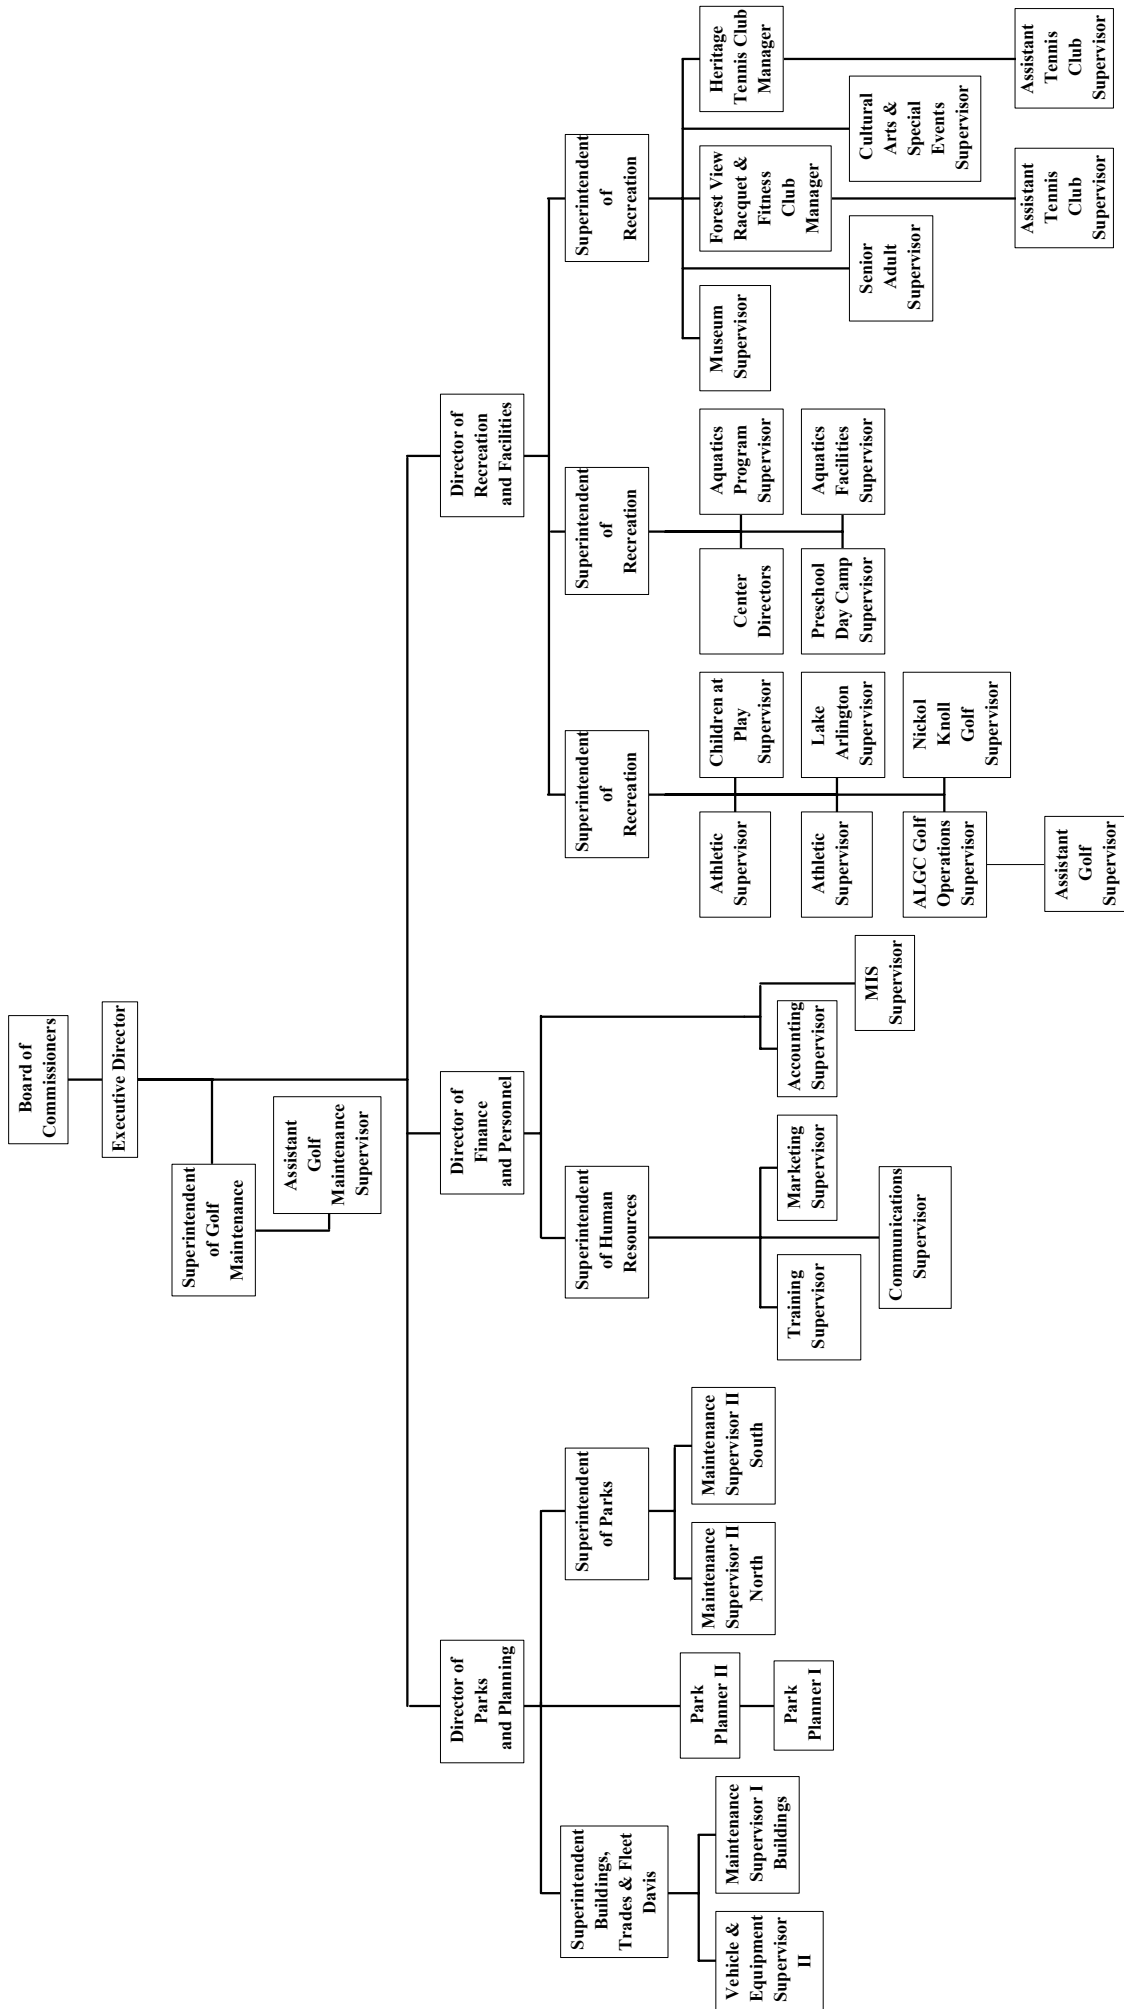 Board of
Commissioners
Executive Director
Superintendent
of Golf
Maintenance
Assistant
Golf
Maintenance
Supervisor
Director of
Parks
and Planning
Director of
Finance
and Personnel
Director of
Recreation
and Facilities
Superintendent
Buildings,
Trades & Fleet
Davis
Superintendent
of Parks
Superintendent
of Human
Resources
Superintendent
of
Recreation
Superintendent
of
Recreation
Superintendent
of
Recreation
Vehicle &
Equipment
Supervisor
II
Maintenance
Supervisor I
Buildings
Park
Planner II
Park
Planner I
Maintenance
Supervisor II
North
Maintenance
Supervisor II
South
Training
Supervisor
Marketing
Supervisor
Communications
Supervisor
Accounting
Supervisor
MIS
Supervisor
Athletic
Supervisor
Children at
Play
Supervisor
Athletic
Supervisor
Lake
Arlington
Supervisor
ALGC Golf
Operations
Supervisor
Nickol
Knoll
Golf
Supervisor
Assistant
Golf
Supervisor
Center
Directors
Aquatics
Program
Supervisor
Preschool
Day Camp
Supervisor
Aquatics
Facilities
Supervisor
Museum
Supervisor
Forest View
Racquet &
Fitness
Club
Manager
Heritage
Tennis Club
Manager
Senior
Adult
Supervisor
Cultural
Arts &
Special
Events
Supervisor
Assistant
Tennis
Club
Supervisor
Assistant
Tennis
Club
Supervisor